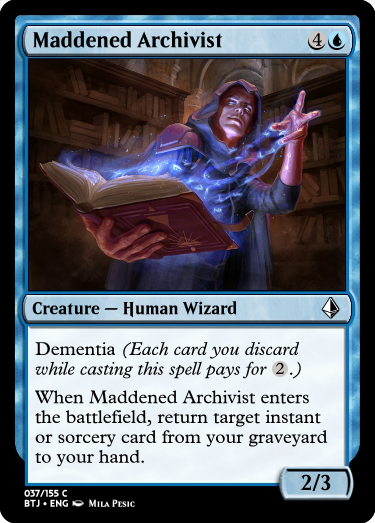 Maddened Archivist 4
Creature — Human Wizard
Dementia (Each card you discard
while casting this spell pays for 2.)
When Maddened Archivist enters
the battlefield, return target instant
or sorcery card from your graveyard
to your hand.
2/3
037/155 C
BTJ • ENG Mila Pesic